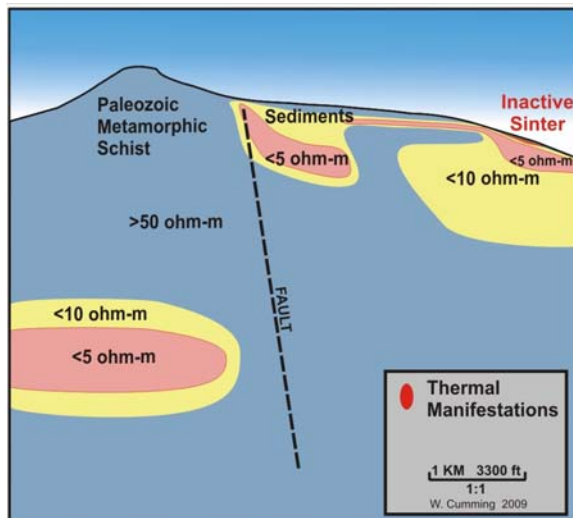 Paleozoic
Metamorphic
Schist
Sediments
Inactive
Sinter
<5 ohm-m
<5 ohm-m
<10 ohm-m
>50 ohm-m
FAULT
<10 ohm-m
<5 ohm-m
Thermal
Manifestations
1 KM 3300 ft
1:1
W. Cumming 2009